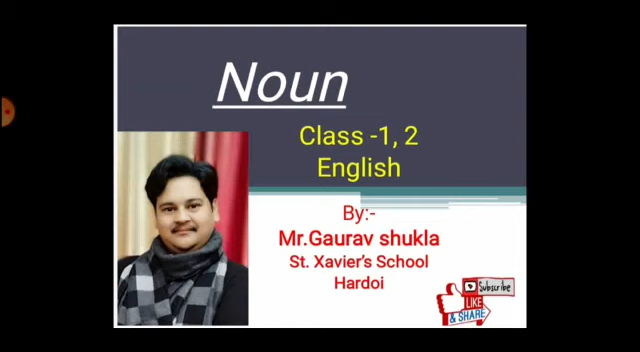 Noun
Class -1, 2
English
By:-
Mr.Gaurav shukla
St. Xavier's School
Hardoi
Subscribe
LIKE
& SHARE